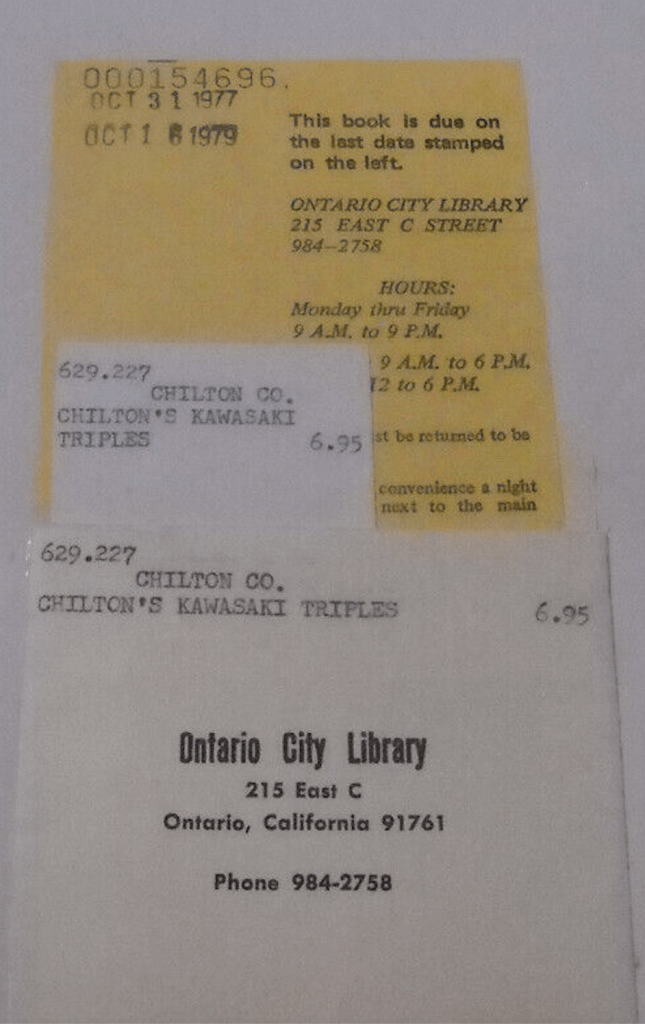 000154696.
OCT 31 1977
OCT 16 1979
This book is due on
the last date stamped
on the left.
ONTARIO CITY LIBRARY
215 EAST C STREET
984-2758
HOURS:
Monday thru Friday
9 A.M. to 9 P.M.
9 A.M. to 6 P.M.
12 to 6 P.M.
st be returned to be
convenience a night
next to the main
629.227
CHILTON CO.
CHILTON'S KAWASAKI
TRIPLES 6.95
629.227
CHILTON CO.
CHILTON'S KAWASAKI TRIPLES 6.95
Ontario City Library
215 East C
Ontario, California 91761
Phone 984-2758